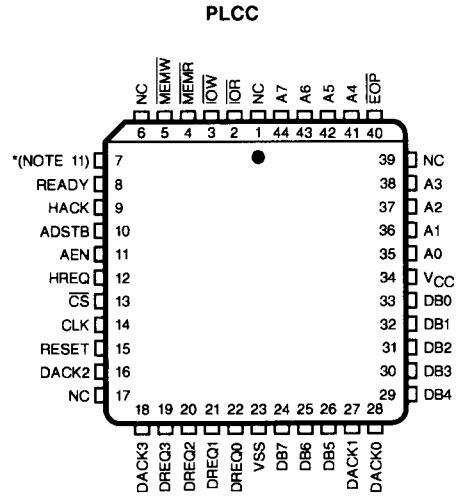 PLCC
NC MEMW MEMR IOW IOR NC A7 A6 A5 A4 EOP
6 5 4 3 2 1 44 43 42 41 40
*(NOTE 11) 7 39 NC
READY 8 38 A3
HACK 9 37 A2
ADSTB 10 36 A1
AEN 11 35 A0
HREQ 12 34 VCC
CS 13 33 DB0
CLK 14 32 DB1
RESET 15 31 DB2
DACK2 16 30 DB3
NC 17 29 DB4
18 19 20 21 22 23 24 25 26 27 28
DACK3 DREQ3 DREQ2 DREQ1 DREQ0 VSS DB7 DB6 DB5 DACK1 DACK0